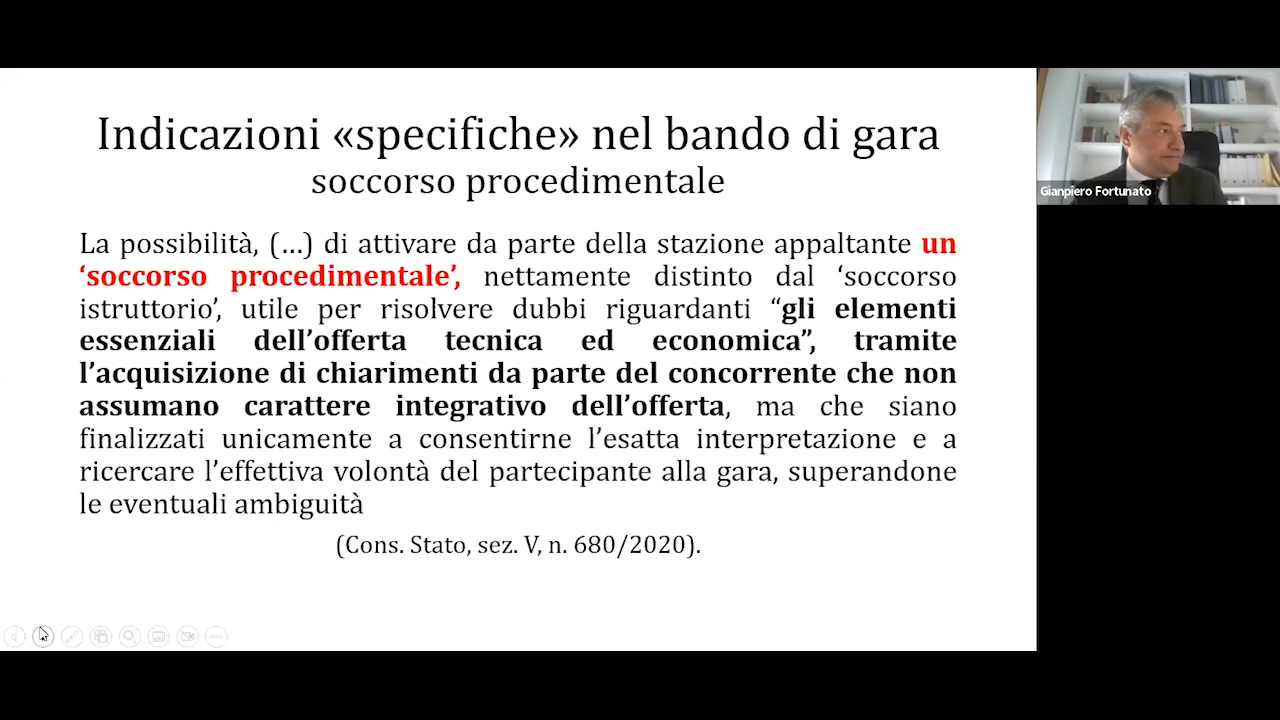 Indicazioni «specifiche» nel bando di gara
soccorso procedimentale
La possibilità, (…) di attivare da parte della stazione appaltante un
‘soccorso procedimentale’, nettamente distinto dal ‘soccorso
istruttorio’, utile per risolvere dubbi riguardanti “gli elementi
essenziali dell’offerta tecnica ed economica”, tramite
l’acquisizione di chiarimenti da parte del concorrente che non
assumano carattere integrativo dell’offerta, ma che siano
finalizzati unicamente a consentirne l’esatta interpretazione e a
ricercare l’effettiva volontà del partecipante alla gara, superandone
le eventuali ambiguità
(Cons. Stato, sez. V, n. 680/2020).
Gianpiero Fortunato